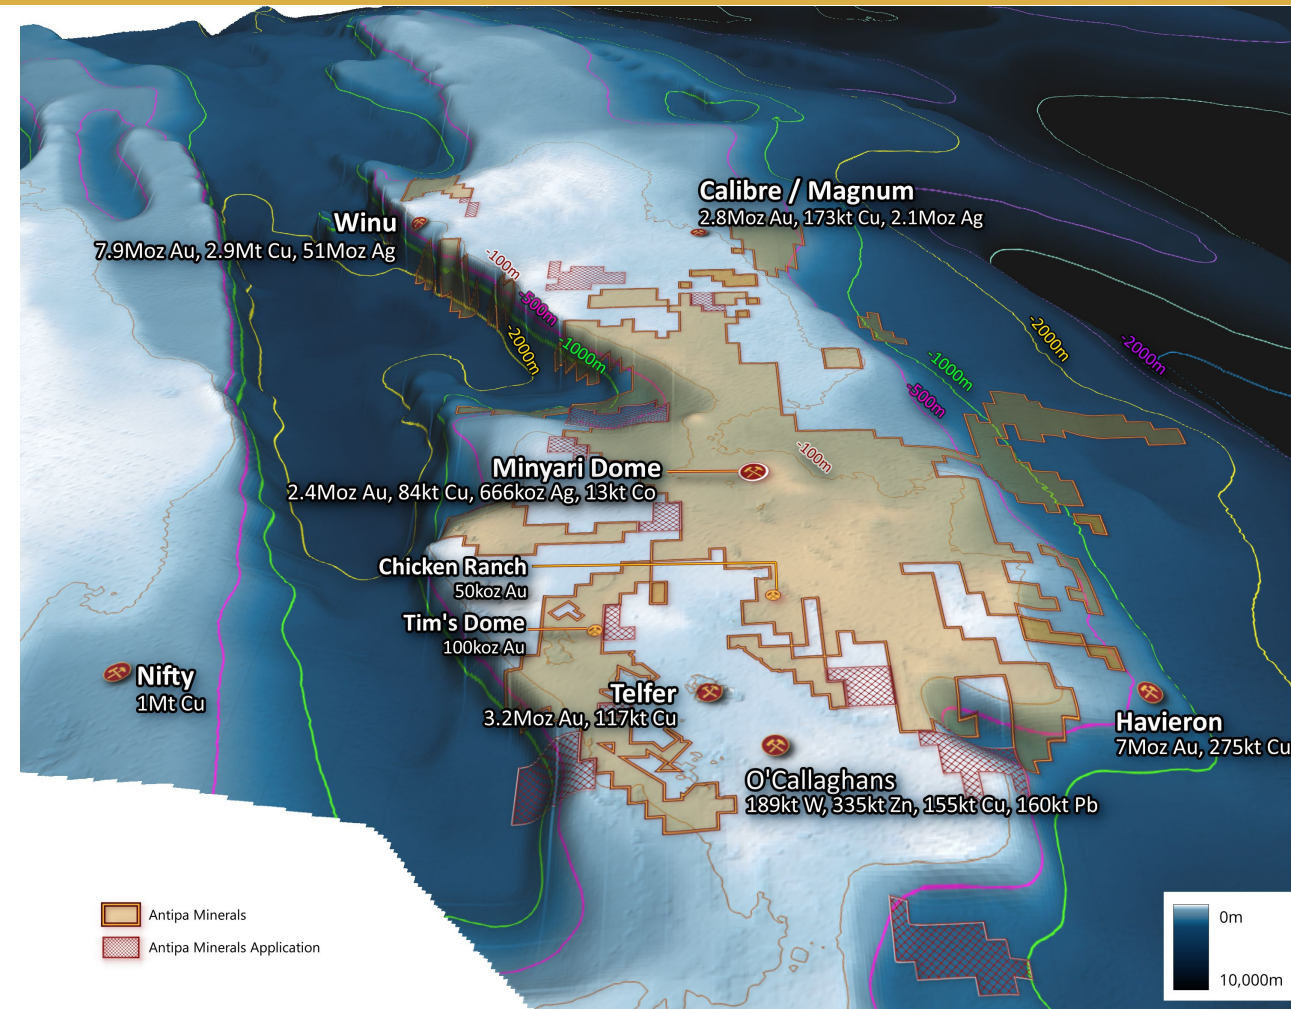 Calibre / Magnum
2.8Moz Au, 173kt Cu, 2.1Moz Ag
Winu
7.9Moz Au, 2.9Mt Cu, 51Moz Ag
-100m
-500m
-1000m
-2000m
-2000m
-2000m
-1000m
-500m
-100m
Minyari Dome
2.4Moz Au, 84kt Cu, 666koz Ag, 13kt Co
Chicken Ranch
50koz Au
Tim's Dome
100koz Au
Nifty
1Mt Cu
Telfer
3.2Moz Au, 117kt Cu
Havieron
7Moz Au, 275kt Cu
O'Callaghans
189kt W, 335kt Zn, 155kt Cu, 160kt Pb
Antipa Minerals
Antipa Minerals Application
0m
10,000m